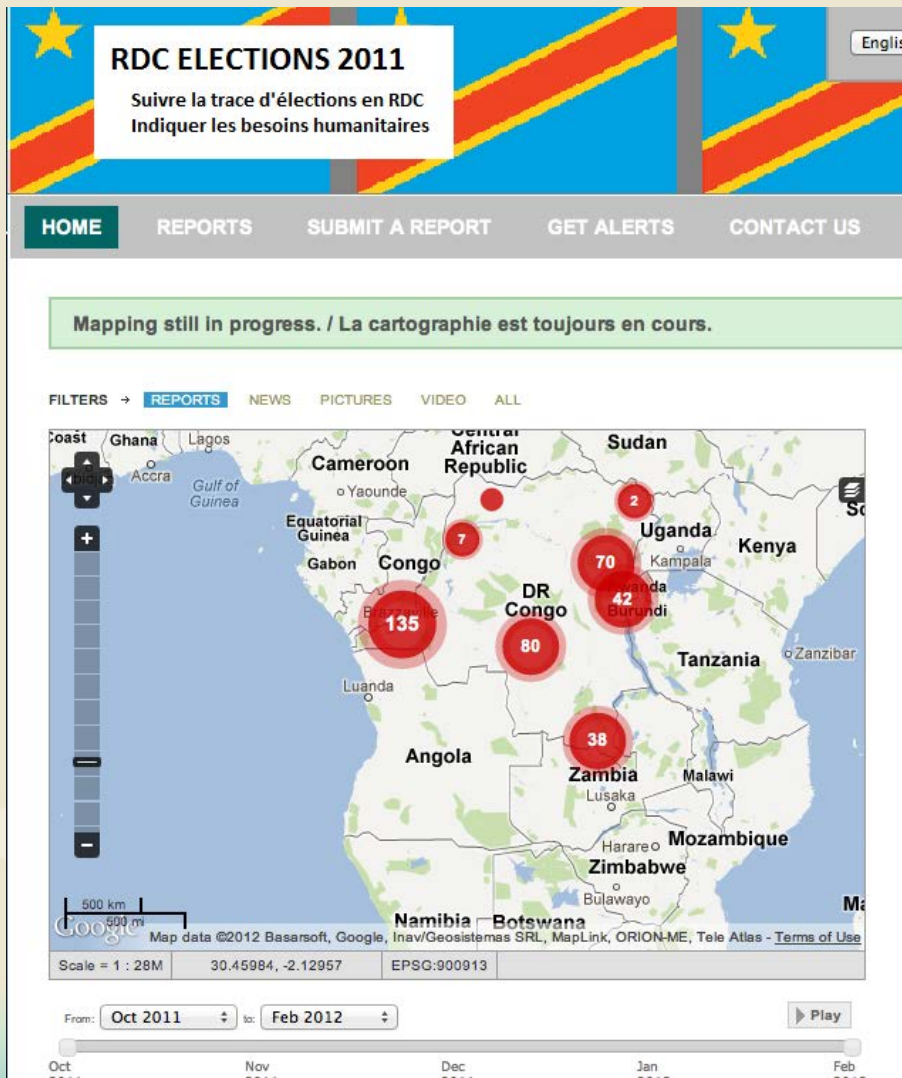 RDC ELECTIONS 2011
Suivre la trace d'élections en RDC
Indiquer les besoins humanitaires
HOME REPORTS SUBMIT A REPORT GET ALERTS CONTACT US
Mapping still in progress. / La cartographie est toujours en cours.
FILTERS → REPORTS NEWS PICTURES VIDEO ALL
Ghana
Lagos
Accra
Gulf of
Guinea
Cameroon
Yaounde
Central
African
Republic
Sudan
2
Equatorial
Guinea
7
Uganda
Kampala
Kenya
Gabon
Congo
70
DR
Congo
42
Burundi
Brazzaville
135
80
Tanzania
Zanzibar
Luanda
38
Angola
Zambia
Malawi
Lusaka
Harare
Mozambique
Zimbabwe
Bulawayo
Namibia
Botswana
500 km
500 mi
Google
Map data ©2012 Basarsoft, Google, Inav/Geosistemas SRL, MapLink, ORION-ME, Tele Atlas - Terms of Use
Scale = 1 : 28M 30.45984, -2.12957 EPSG:900913
From: Oct 2011 to: Feb 2012 Play
Oct Nov Dec Jan Feb